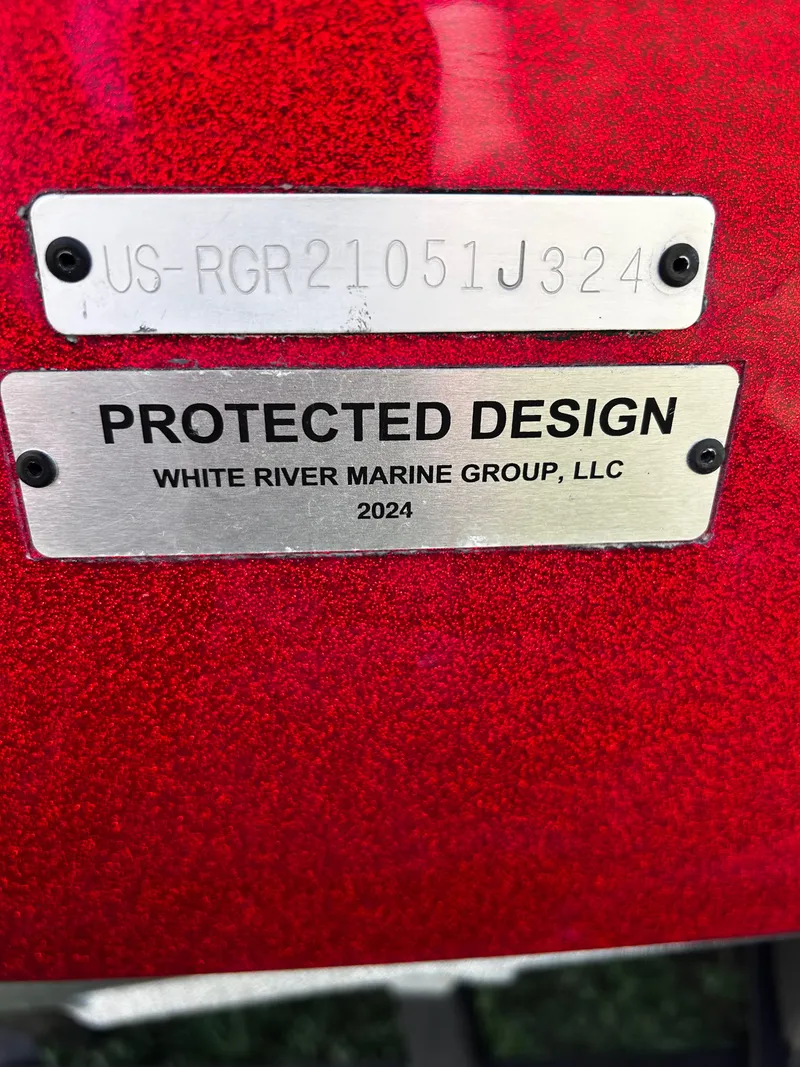 US-RGR21051J324
PROTECTED DESIGN
WHITE RIVER MARINE GROUP, LLC
2024